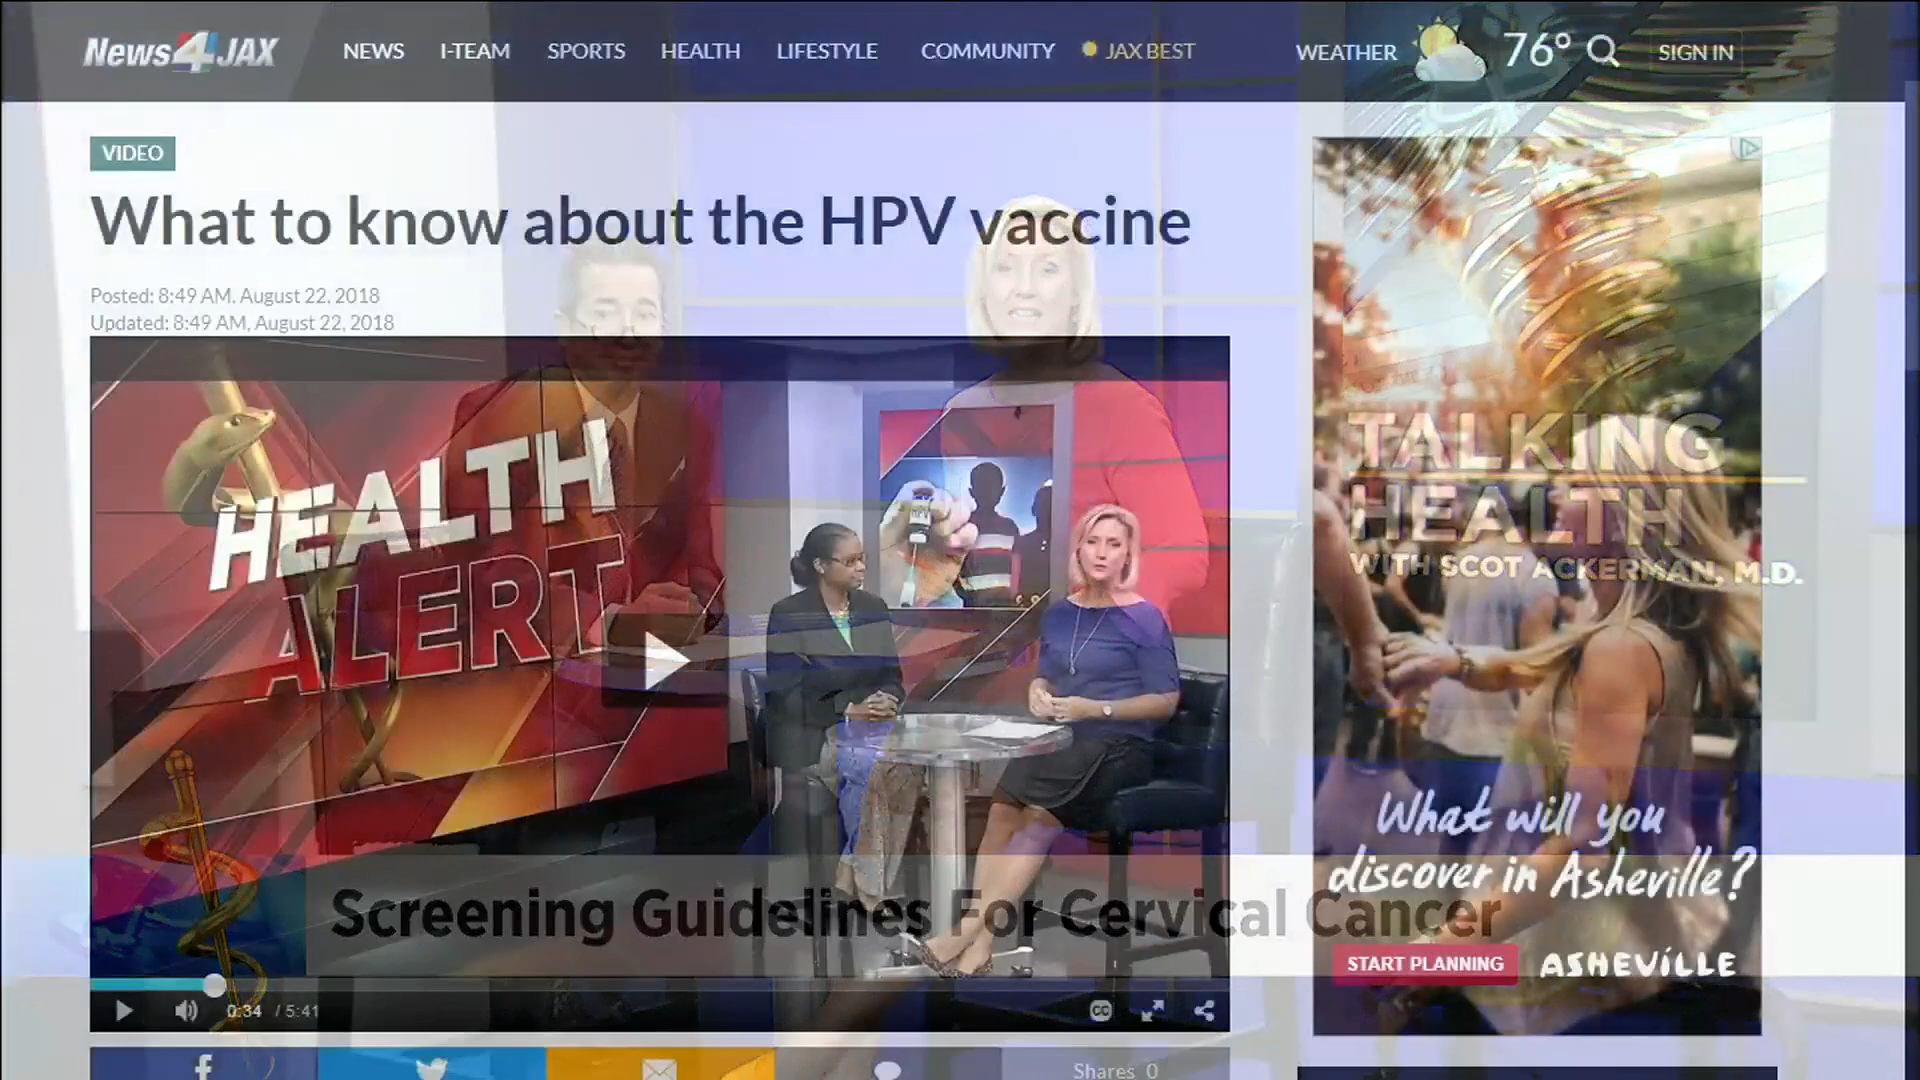 News4JAX
NEWS I-TEAM SPORTS HEALTH LIFESTYLE COMMUNITY JAX BEST WEATHER 76° SIGN IN
VIDEO
What to know about the HPV vaccine
Posted: 8:49 AM, August 22, 2018
Updated: 8:49 AM, August 22, 2018
HEALTH
ALERT
HPV
TALKING
HEALTH
WITH SCOT ACKERMAN, M.D.
What will you
discover in Asheville?
START PLANNING ASHEVILLE
Screening Guidelines For Cervical Cancer
0:34 / 5:41
CC
Shares 0